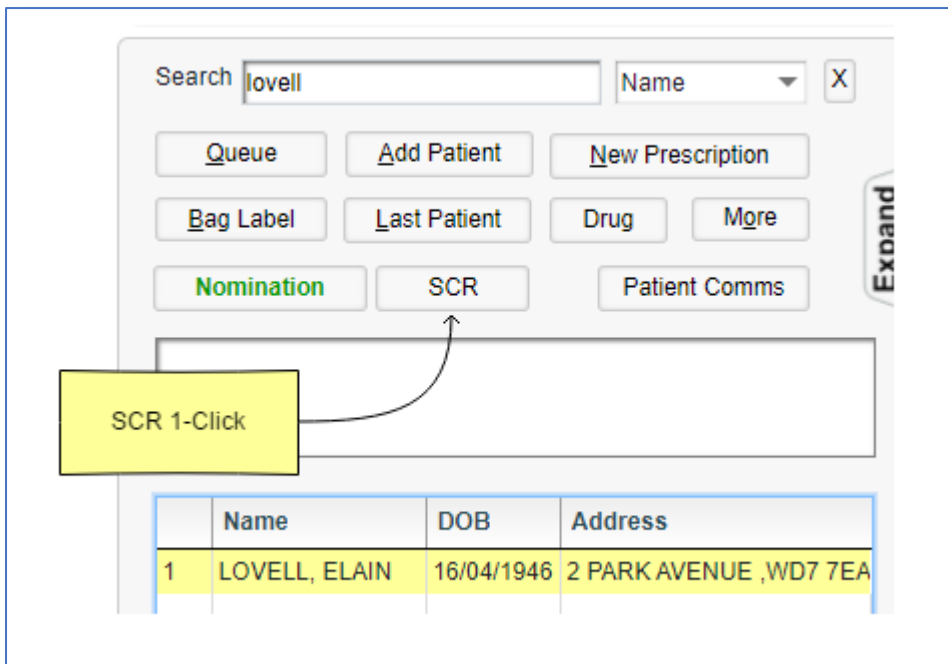 Search lovell Name X
Queue Add Patient New Prescription
Bag Label Last Patient Drug More
Expand
Nomination SCR Patient Comms
SCR 1-Click
Name DOB Address
1 LOVELL, ELAIN 16/04/1946 2 PARK AVENUE ,WD7 7EA